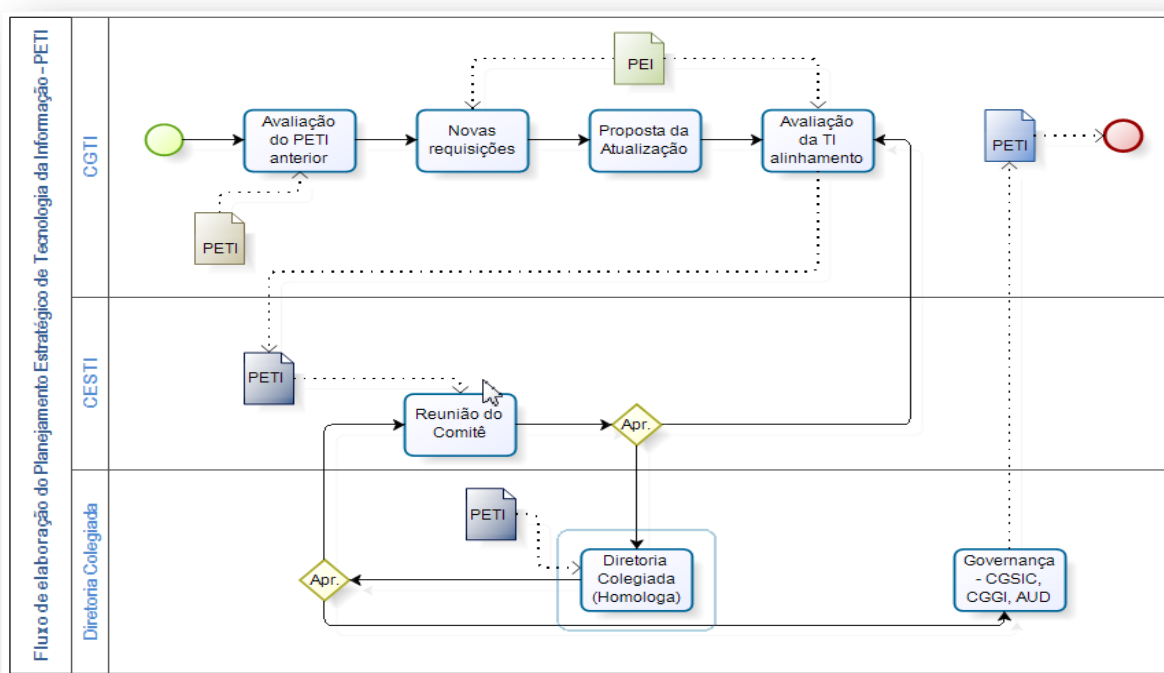 Fluxo de elaboração do Planejamento Estratégico de Tecnologia da Informação - PETI
CGTI
PEI
Avaliação
do PETI
anterior
Novas
requisições
Proposta da
Atualização
Avaliação
da TI
alinhamento
PETI
PETI
CESTI
PETI
Reunião do
Comitê
Apr.
Diretoria Colegiada
PETI
Diretoria
Colegiada
(Homologa)
Apr.
Governança
- CGSIC,
CGGI, AUD